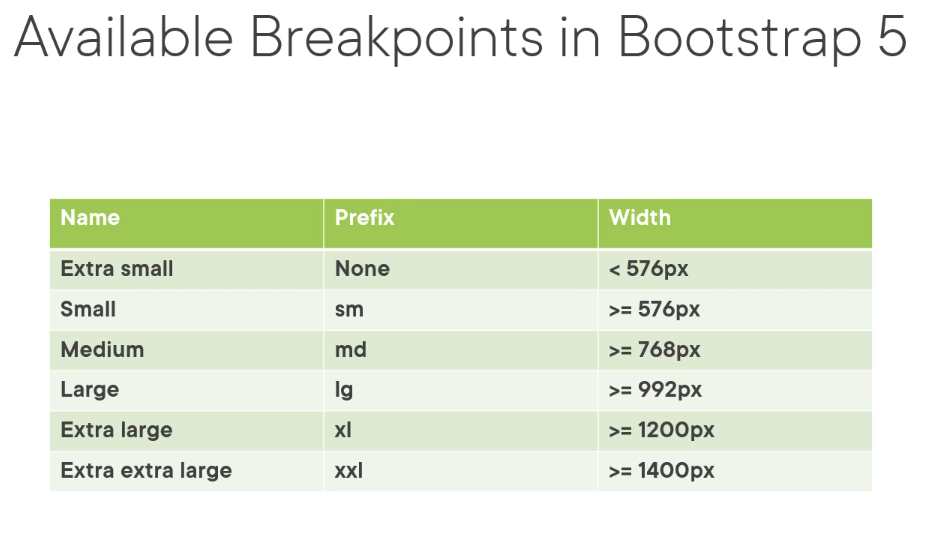 Available Breakpoints in Bootstrap 5
Name Prefix Width
Extra small None < 576px
Small sm >= 576px
Medium md >= 768px
Large lg >= 992px
Extra large xl >= 1200px
Extra extra large xxl >= 1400px